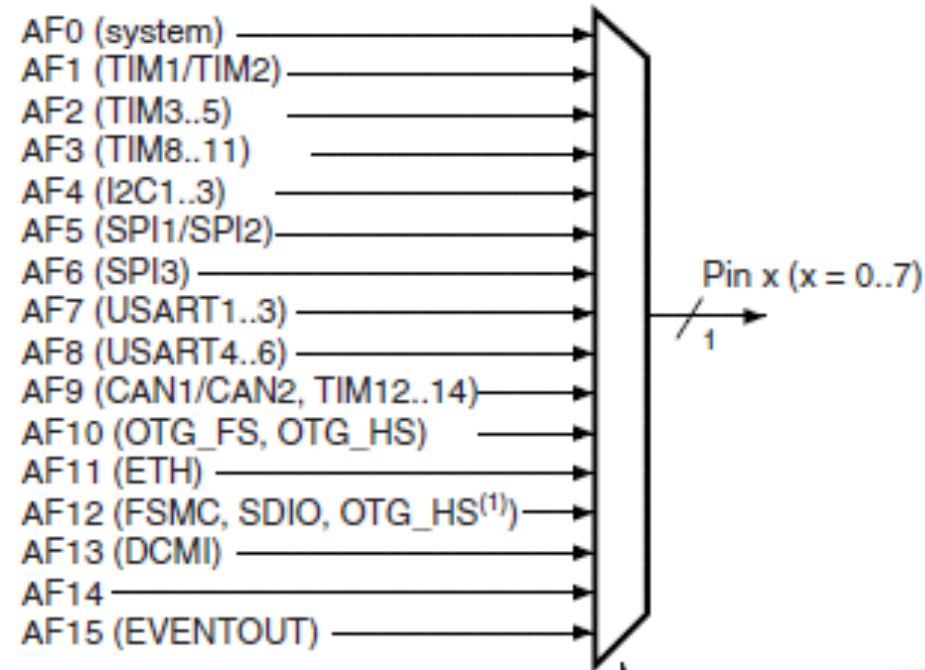 AF0 (system)
AF1 (TIM1/TIM2)
AF2 (TIM3..5)
AF3 (TIM8..11)
AF4 (I2C1..3)
AF5 (SPI1/SPI2)
AF6 (SPI3)
AF7 (USART1..3)
AF8 (USART4..6)
AF9 (CAN1/CAN2, TIM12..14)
AF10 (OTG_FS, OTG_HS)
AF11 (ETH)
AF12 (FSMC, SDIO, OTG_HS(1))
AF13 (DCMI)
AF14
AF15 (EVENTOUT)
Pin x (x = 0..7)
1